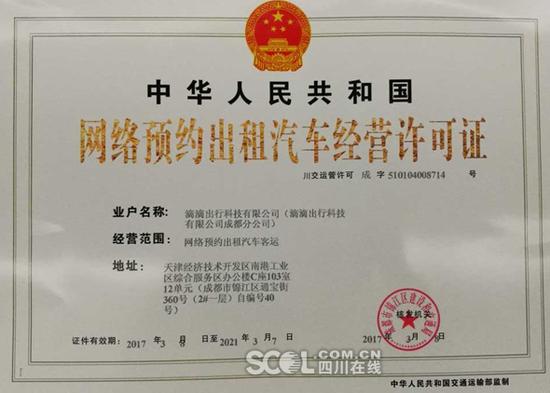 中华人民共和国
网络预约出租汽车经营许可证
川交运管许可 成 字 510104008714 号
业户名称: 滴滴出行科技有限公司（滴滴出行科技
有限公司成都分公司）
经营范围: 网络预约出租汽车客运
地址: 天津经济技术开发区南港工业
区综合服务区办公楼C座103室
12单元（成都市锦江区通宝街
360号（2#一层）自编号40
号）
核发机关
证件有效期: 2017 年 3 月 8 日至 2021 年 3 月 7 日
2017 年 3 月 8 日
SCOL.COM.CN
四川在线
中华人民共和国交通运输部监制